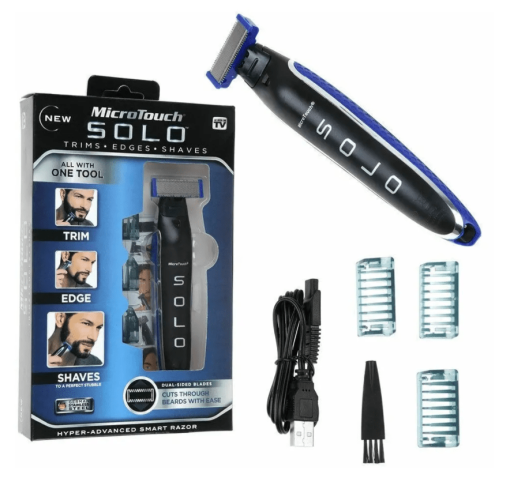 NEW
MicroTouch®
SOLO
TRIMS • EDGES • SHAVES
AS SEEN ON TV
ALL WITH
ONE TOOL
TRIM
EDGE
SHAVES
TO A PERFECT STUBBLE
MicroTouch
SOLO
DUAL-SIDED BLADES
CUTS THROUGH
BEARDS WITH EASE
HYPER-ADVANCED SMART RAZOR
MicroTouch®
SOLO